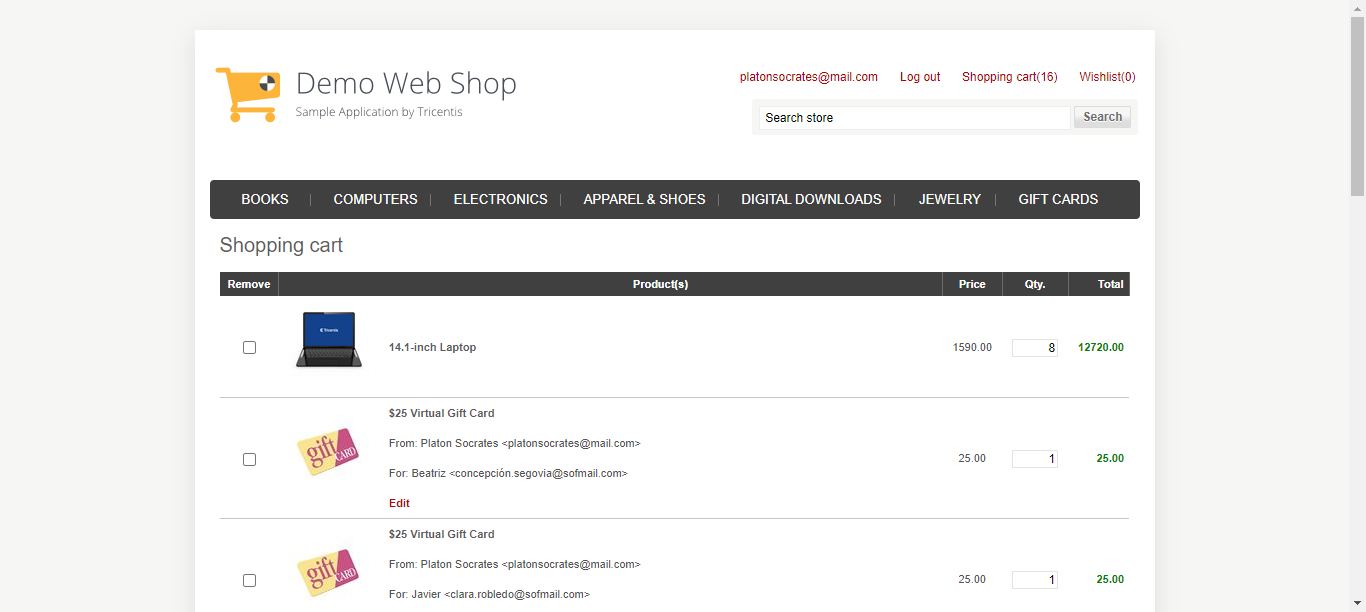 Demo Web Shop
Sample Application by Tricentis
platonsocrates@mail.com Log out Shopping cart(16) Wishlist(0)
Search store Search
BOOKS COMPUTERS ELECTRONICS APPAREL & SHOES DIGITAL DOWNLOADS JEWELRY GIFT CARDS
Shopping cart
Remove Product(s) Price Qty. Total
Tricentis
14.1-inch Laptop 1590.00 8 12720.00
$25 Virtual Gift Card
From: Platon Socrates <platonsocrates@mail.com>
gift CARD 25.00 1 25.00
For: Beatriz <concepción.segovia@sofmail.com>
Edit
$25 Virtual Gift Card
From: Platon Socrates <platonsocrates@mail.com>
gift CARD 25.00 1 25.00
For: Javier <clara.robledo@sofmail.com>